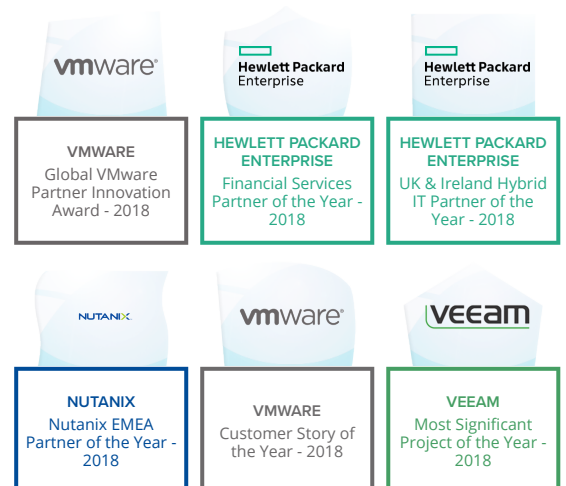 vmware®
Hewlett Packard
Enterprise
Hewlett Packard
Enterprise
VMWARE
Global VMware
Partner Innovation
Award - 2018
HEWLETT PACKARD
ENTERPRISE
Financial Services
Partner of the Year -
2018
HEWLETT PACKARD
ENTERPRISE
UK & Ireland Hybrid
IT Partner of the
Year - 2018
NUTANIX
vmware®
veeam
NUTANIX
Nutanix EMEA
Partner of the Year -
2018
VMWARE
Customer Story of
the Year - 2018
VEEAM
Most Significant
Project of the Year -
2018